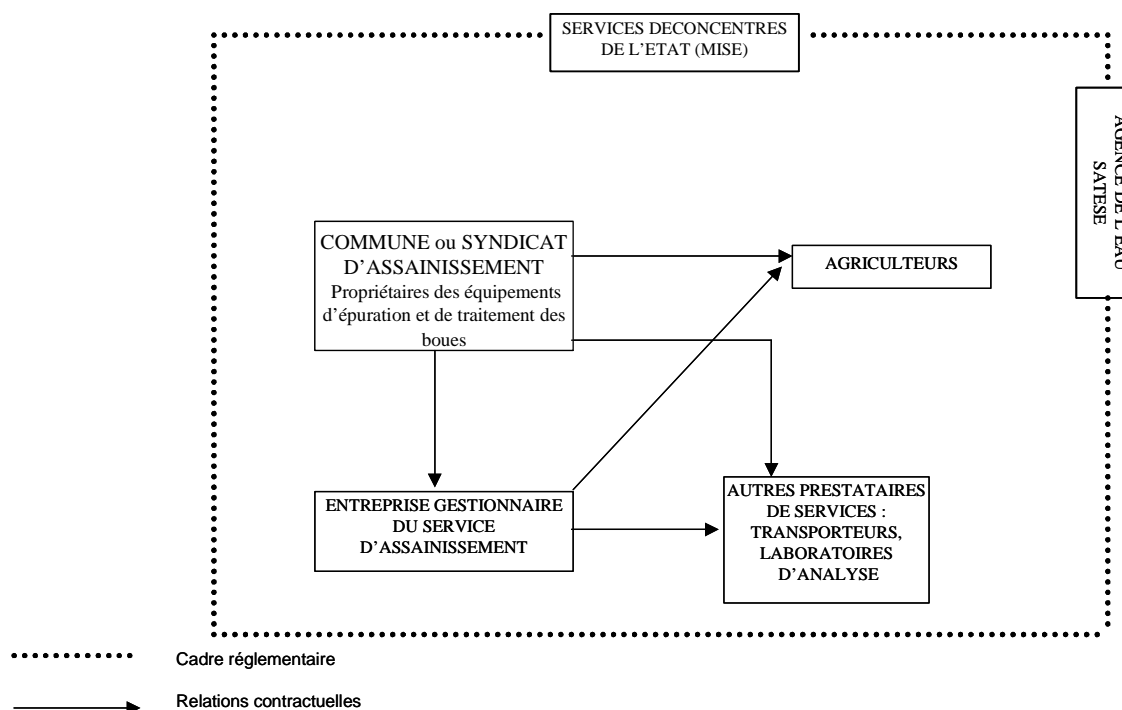 SERVICES DECONCENTRES
DE L'ETAT (MISE)
AGENCE DE L'EAU
SATESE
COMMUNE ou SYNDICAT
D'ASSAINISSEMENT
Propriétaires des équipements
d'épuration et de traitement des
boues
AGRICULTEURS
ENTREPRISE GESTIONNAIRE
DU SERVICE
D'ASSAINISSEMENT
AUTRES PRESTATAIRES
DE SERVICES :
TRANSPORTEURS,
LABORATOIRES
D'ANALYSE
Cadre réglementaire
Relations contractuelles